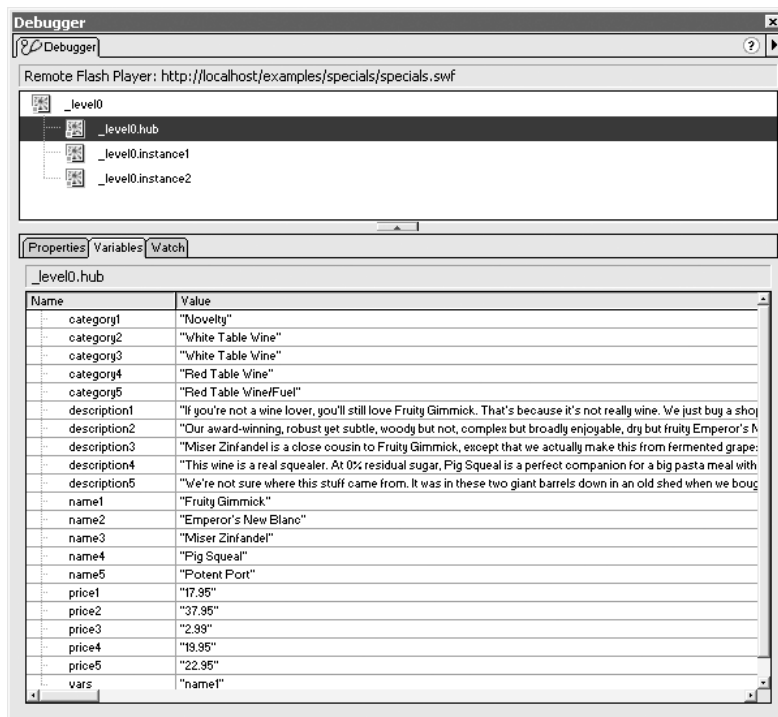 Debugger
Debugger ?
Remote Flash Player: http://localhost/examples/specials/specials.swf
_level0
_level0.hub
_level0.instance1
_level0.instance2
Properties Variables Watch
_level0.hub
Name Value
category1 "Novelty"
category2 "White Table Wine"
category3 "White Table Wine"
category4 "Red Table Wine"
category5 "Red Table Wine/Fuel"
description1 "If you're not a wine lover, you'll still love Fruity Gimmick. That's because it's not really wine. We just buy a shop
description2 "Our award-winning, robust yet subtle, woody but not, complex but broadly enjoyable, dry but fruity Emperor's N
description3 "Miser Zinfandel is a close cousin to Fruity Gimmick, except that we actually make this from fermented grape
description4 "This wine is a real squealer. At 0% residual sugar, Pig Squeal is a perfect companion for a big pasta meal with
description5 "We're not sure where this stuff came from. It was in these two giant barrels down in an old shed when we boug
name1 "Fruity Gimmick"
name2 "Emperor's New Blanc"
name3 "Miser Zinfandel"
name4 "Pig Squeal"
name5 "Potent Port"
price1 "17.95"
price2 "37.95"
price3 "2.99"
price4 "19.95"
price5 "22.95"
vars "name1"